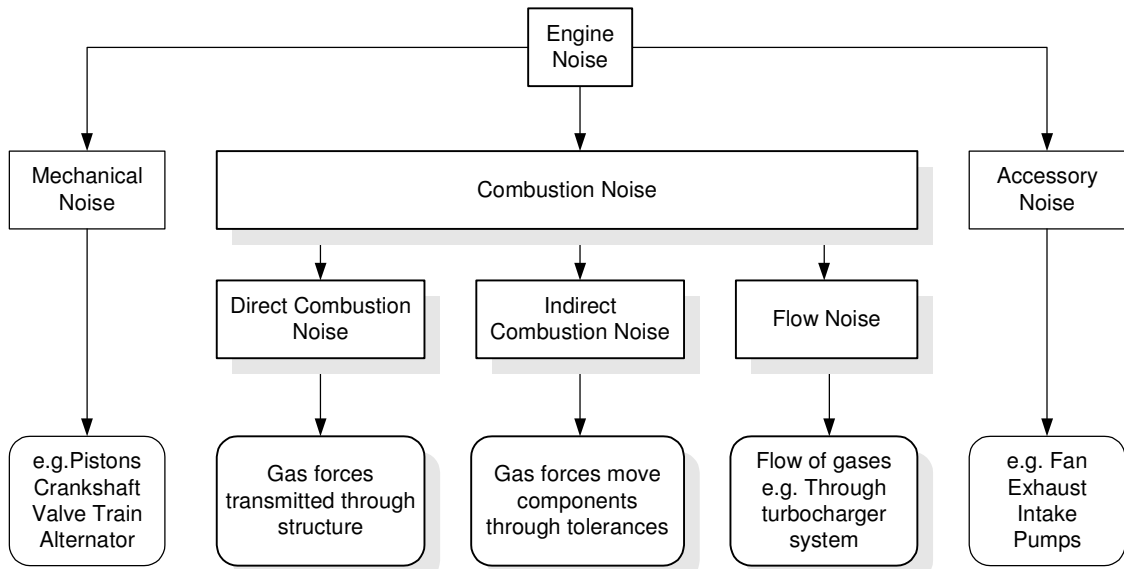 Engine
Noise
Mechanical
Noise
Combustion Noise
Accessory
Noise
Direct Combustion
Noise
Indirect
Combustion Noise
Flow Noise
e.g.Pistons
Crankshaft
Valve Train
Alternator
Gas forces
transmitted through
structure
Gas forces move
components
through tolerances
Flow of gases
e.g. Through
turbocharger
system
e.g. Fan
Exhaust
Intake
Pumps